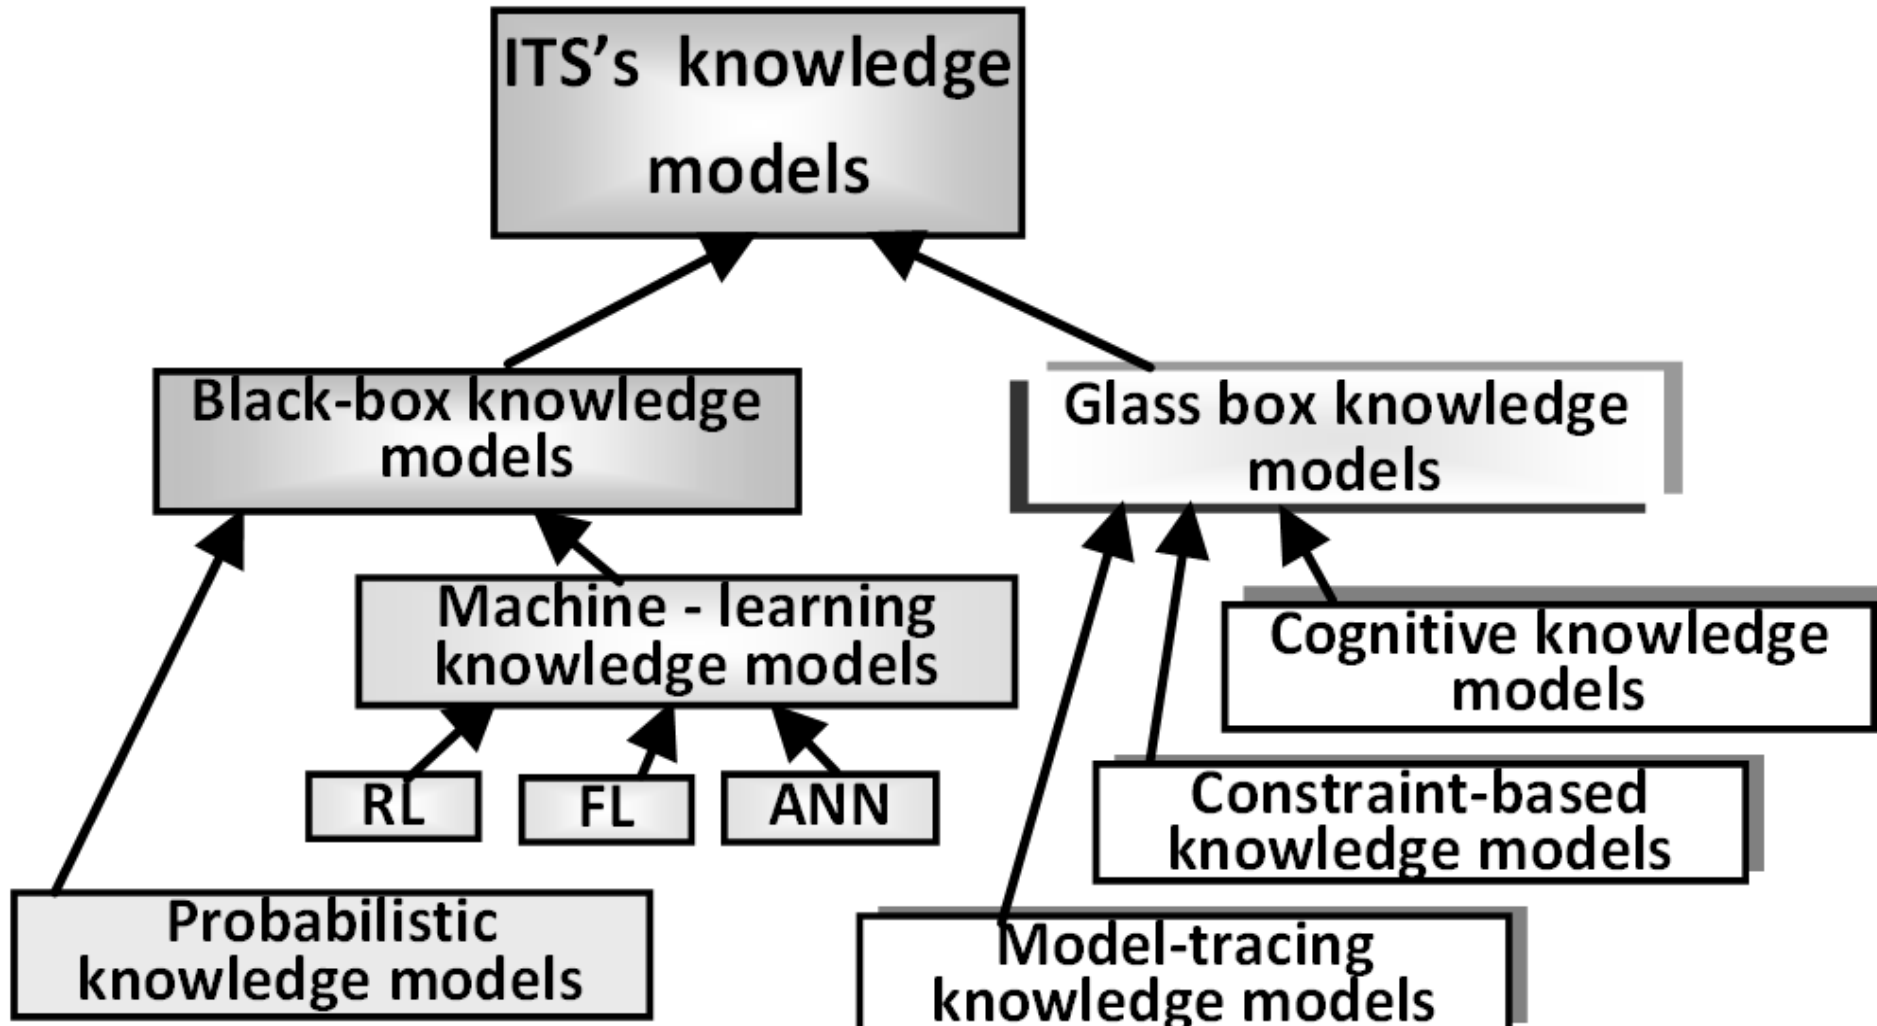 ITS’s knowledge
models
Black-box knowledge
models
Glass box knowledge
models
Machine - learning
knowledge models
Cognitive knowledge
models
RL
FL
ANN
Constraint-based
knowledge models
Probabilistic
knowledge models
Model-tracing
knowledge models